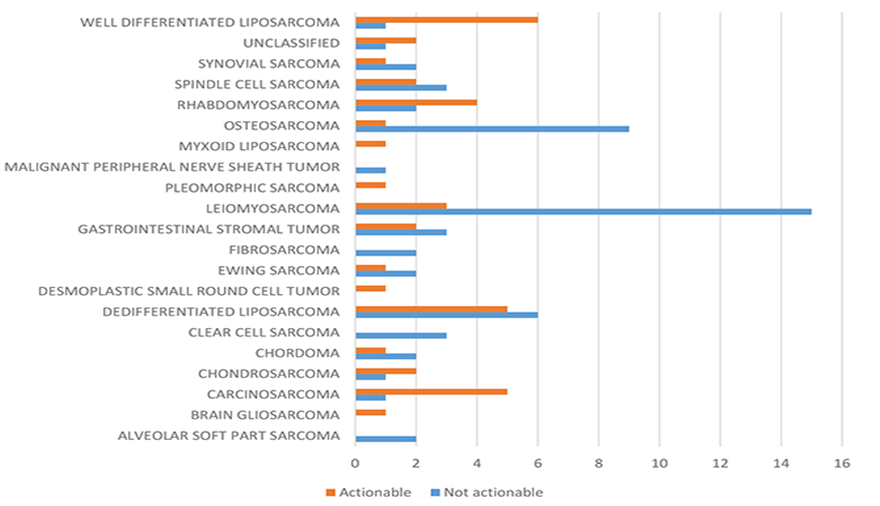 WELL DIFFERENTIATED LIPOSARCOMA
UNCLASSIFIED
SYNOVIAL SARCOMA
SPINDLE CELL SARCOMA
RHABDOMYOSARCOMA
OSTEOSARCOMA
MYXOID LIPOSARCOMA
MALIGNANT PERIPHERAL NERVE SHEATH TUMOR
PLEOMORPHIC SARCOMA
LEIOMYOSARCOMA
GASTROINTESTINAL STROMAL TUMOR
FIBROSARCOMA
EWING SARCOMA
DESMOPLASTIC SMALL ROUND CELL TUMOR
DEDIFFERENTIATED LIPOSARCOMA
CLEAR CELL SARCOMA
CHORDOMA
CHONDROSARCOMA
CARCINOSARCOMA
BRAIN GLIOSARCOMA
ALVEOLAR SOFT PART SARCOMA
0 2 4 6 8 10 12 14 16
Actionable Not actionable